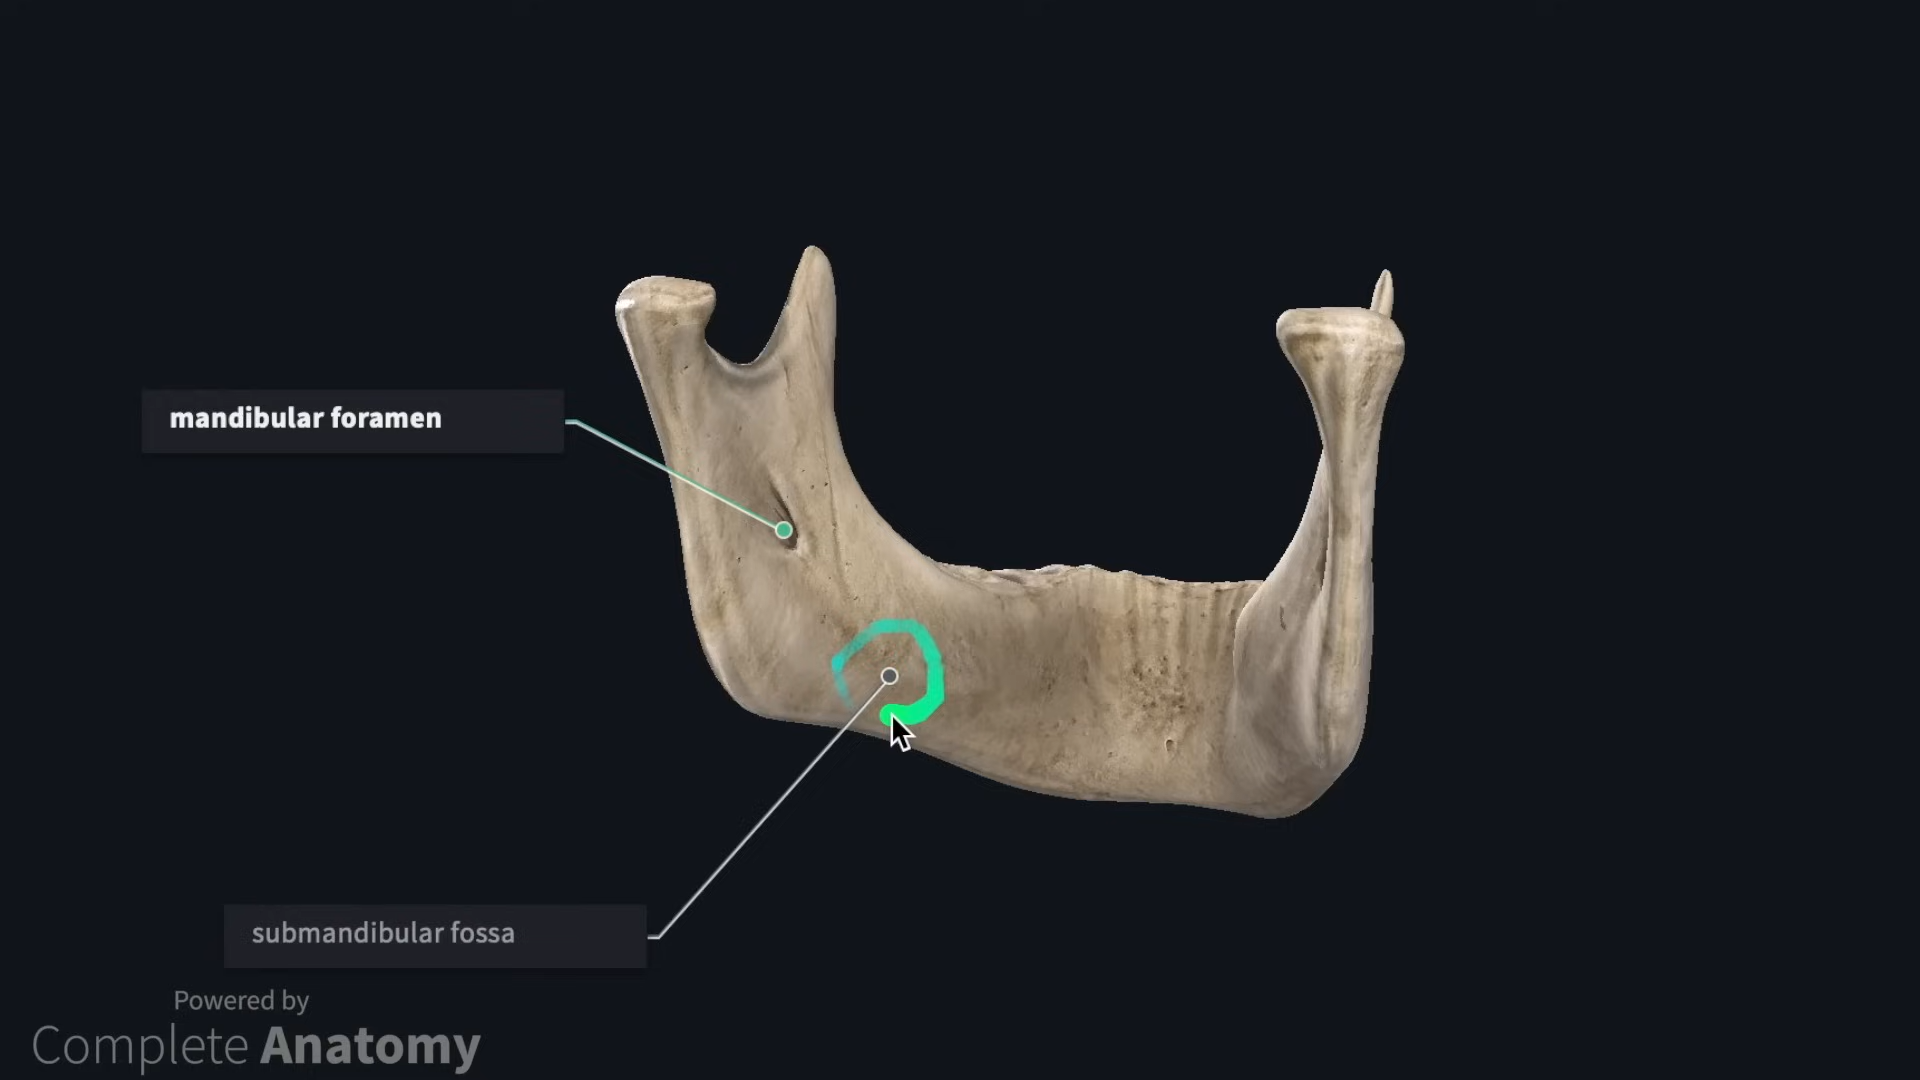 mandibular foramen
submandibular fossa
Powered by
Complete Anatomy